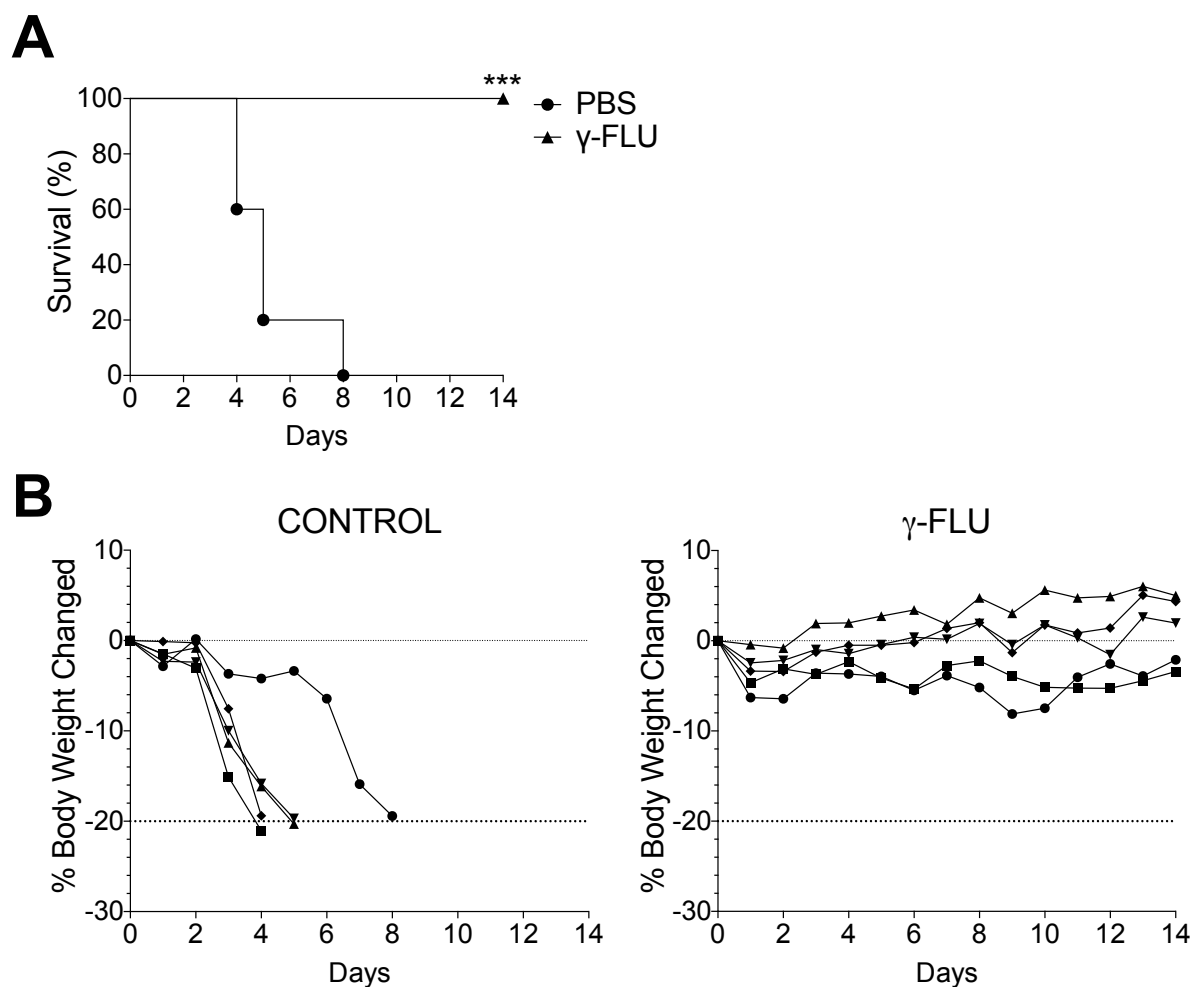 A
***
PBS
γ-FLU
Survival (%)
100
80
60
40
20
0
0 2 4 6 8 10 12 14
Days
B
CONTROL
% Body Weight Changed
10
0
-10
-20
-30
0 2 4 6 8 10 12 14
Days
γ-FLU
% Body Weight Changed
10
0
-10
-20
-30
0 2 4 6 8 10 12 14
Days